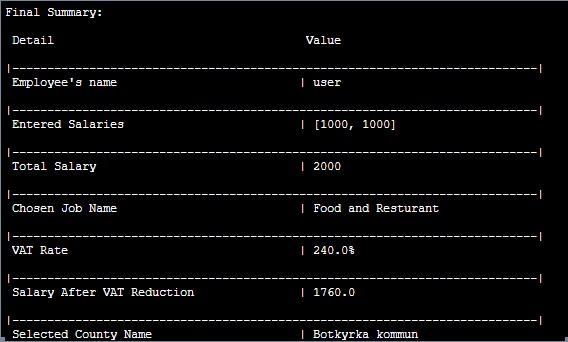 Final Summary:
Detail Value
|----------------------------------------------------------------------------|
Employee's name | user
|----------------------------------------------------------------------------|
Entered Salaries | [1000, 1000]
|----------------------------------------------------------------------------|
Total Salary | 2000
|----------------------------------------------------------------------------|
Chosen Job Name | Food and Resturant
|----------------------------------------------------------------------------|
VAT Rate | 240.0%
|----------------------------------------------------------------------------|
Salary After VAT Reduction | 1760.0
|----------------------------------------------------------------------------|
Selected County Name | Botkyrka kommun